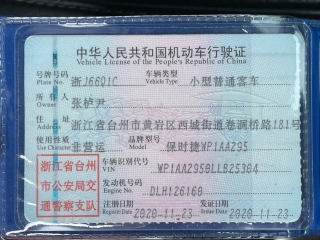 中华人民共和国机动车行驶证
Vehicle License of the People's Republic of China
号牌号码 浙J66Q1C 车辆类型 小型普通客车
Plate No. Vehicle Type
所有人 张栌尹
Owner
住址 浙江省台州市黄岩区西城街道卷洞桥路181号
Address
使用性质 非营运 品牌型号 保时捷WP1AA295
Use Character Model
浙江省台州
市公安局交
通警察支队
车辆识别代号 WP1AA2950LLB25304
VIN
发动机号码 DLH126160
Engine No.
注册日期 2020-11-23 发证日期 2020-11-23
Register Date Issue Date